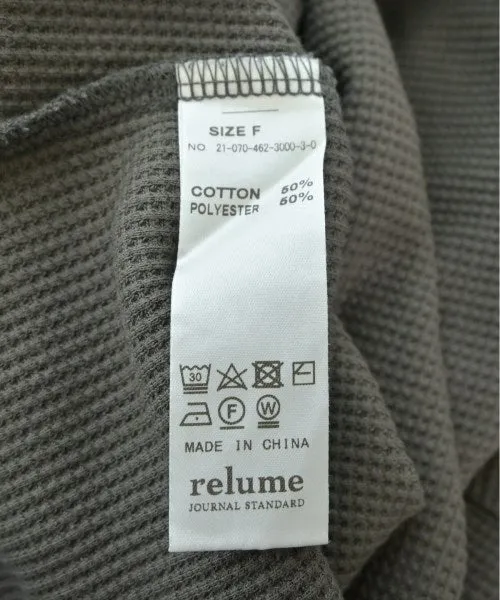 SIZE F
NO. 21-070-462-3000-3-0
COTTON 50%
POLYESTER 50%
30
F W
MADE IN CHINA
relume
JOURNAL STANDARD